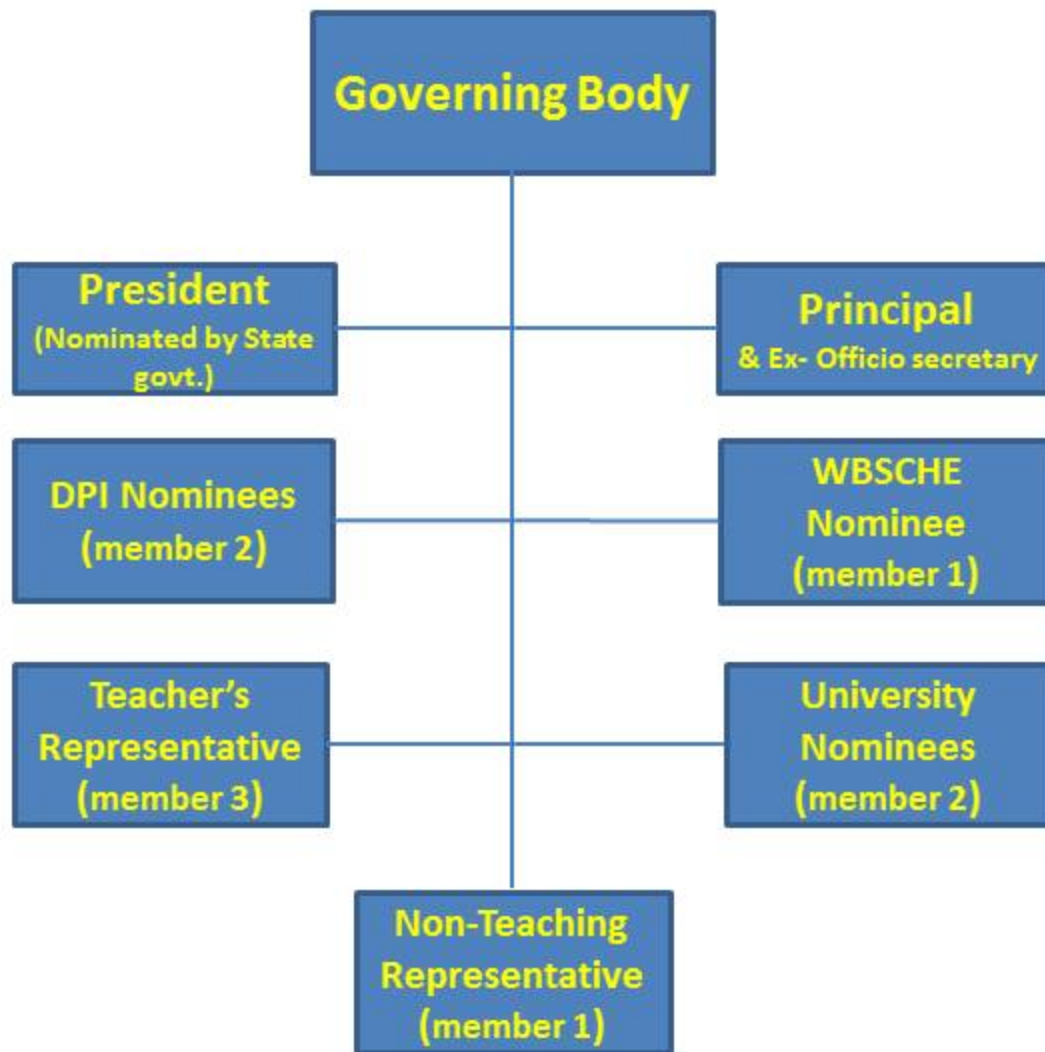 Governing Body
President
(Nominated by State
govt.)
Principal
& Ex- Officio secretary
DPI Nominees
(member 2)
WBSCHE
Nominee
(member 1)
Teacher's
Representative
(member 3)
University
Nominees
(member 2)
Non-Teaching
Representative
(member 1)